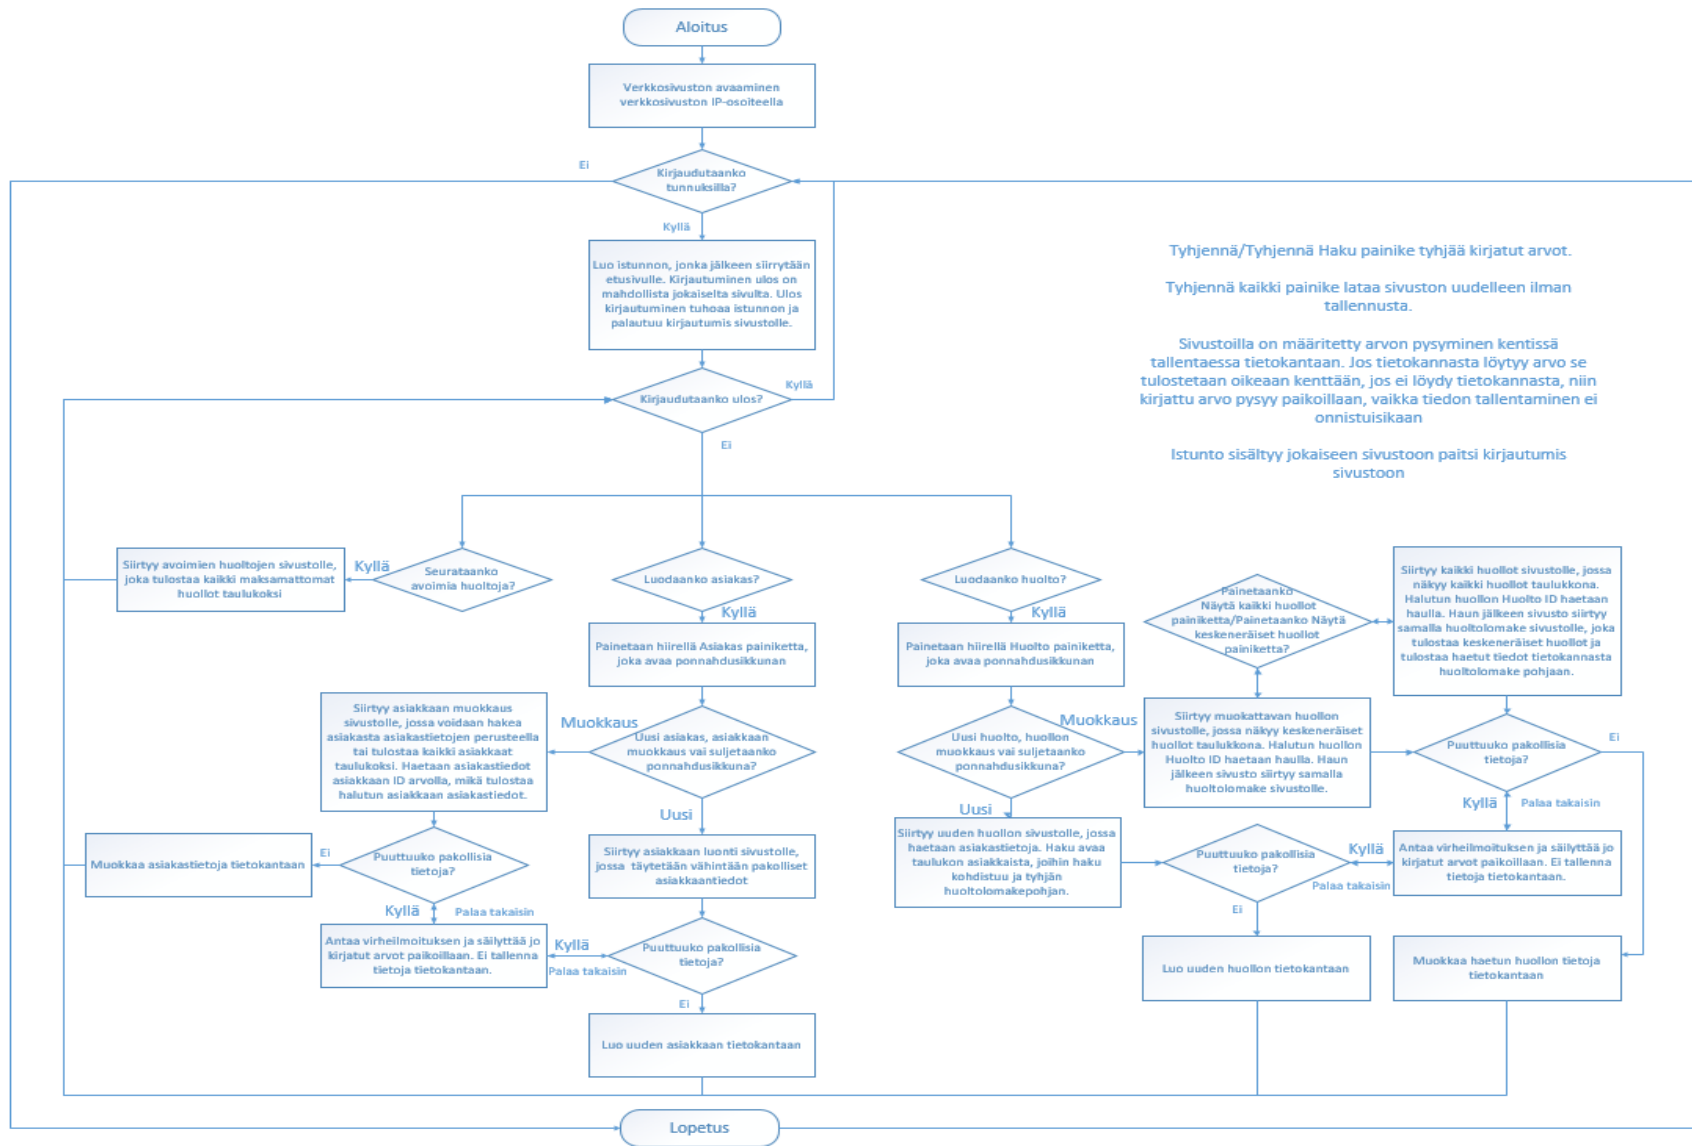 Aloitus
Verkkosivuston avaaminen
verkkosivuston IP-osoitteella
Ei
Kirjaudutaanko
tunnuksilla?
Kyllä
Luo istunnon, jonka jälkeen siirrytään
etusivulle. Kirjautuminen ulos on
mahdollista jokaiselta sivulta. Ulos
kirjautuminen tuhoaa istunnon ja
palautuu kirjautumis sivustolle.
Kirjaudutaanko ulos?
Kyllä
Ei
Tyhjennä/Tyhjennä Haku painike tyhjää kirjatut arvot.
Tyhjennä kaikki painike lataa sivuston uudelleen ilman
tallennusta.
Sivustoilla on määritetty arvon pysyminen kentissä
tallentaessa tietokantaan. Jos tietokannasta löytyy arvo se
tulostetaan oikeaan kenttään, jos ei löydy tietokannasta, niin
kirjattu arvo pysyy paikoillaan, vaikka tiedon tallentaminen ei
onnistuisikaan
Istunto sisältyy jokaiseen sivustoon paitsi kirjautumis
sivustoon
Siirtyy avoimien huoltojen sivustolle,
joka tulostaa kaikki maksamattomat
huollot taulukoksi
Kyllä
Seurataanko
avoimia huoltoja?
Luodaanko asiakas?
Kyllä
Luodaanko huolto?
Kyllä
Painetaan hiirellä Asiakas painiketta,
joka avaa ponnahdusikkunan
Painetaan hiirellä Huolto painiketta,
joka avaa ponnahdusikkunan
Painetaanko
Näytä kaikki huollot
painiketta/Painetaanko Näytä
keskeneräiset huollot
painiketta?
Siirtyy kaikki huollot sivustolle, jossa
näkyy kaikki huollot taulukkona.
Halutun huollon Huolto ID haetaan
haulla. Haun jälkeen sivusto siirtyy
samalla huoltolomake sivustolle, joka
tulostaa keskeneräiset huollot ja
tulostaa haetut tiedot tietokannasta
huoltolomake pohjaan.
Siirtyy asiakkaan muokkaus
sivustolle, jossa voidaan hakea
asiakasta asiakastietojen perusteella
tai tulostaa kaikki asiakkaat
taulukoksi. Haetaan asiakastiedot
asiakkaan ID arvolla, mikä tulostaa
halutun asiakkaan asiakastiedot.
Muokkaus
Uusi asiakas, asiakkaan
muokkaus vai suljetaanko
ponnahdusikkuna?
Uusi
Uusi huolto, huollon
muokkaus vai suljetaanko
ponnahdusikkuna?
Muokkaus
Uusi
Siirtyy muokattavan huollon
sivustolle, jossa näkyy keskeneräiset
huollot taulukkona. Halutun huollon
Huolto ID haetaan haulla. Haun
jälkeen sivusto siirtyy samalla
huoltolomake sivustolle.
Puuttuuko pakollisia
tietoja?
Ei
Kyllä
Palaa takaisin
Muokkaa asiakastietoja tietokantaan
Ei
Puuttuuko pakollisia
tietoja?
Kyllä
Palaa takaisin
Siirtyy asiakkaan luonti sivustolle,
jossa täytetään vähintään pakolliset
asiakkaantiedot
Siirtyy uuden huollon sivustolle, jossa
haetaan asiakastietoja. Haku avaa
taulukon asiakkaista, joihin haku
kohdistuu ja tyhjän
huoltolomakepohjan.
Puuttuuko pakollisia
tietoja?
Kyllä
Palaa takaisin
Ei
Antaa virheilmoituksen ja säilyttää jo
kirjatut arvot paikoillaan. Ei tallenna
tietoja tietokantaan.
Antaa virheilmoituksen ja säilyttää jo
kirjatut arvot paikoillaan. Ei tallenna
tietoja tietokantaan.
Kyllä
Palaa takaisin
Puuttuuko pakollisia
tietoja?
Ei
Luo uuden huollon tietokantaan
Muokkaa haetun huollon tietoja
tietokantaan
Luo uuden asiakkaan tietokantaan
Lopetus